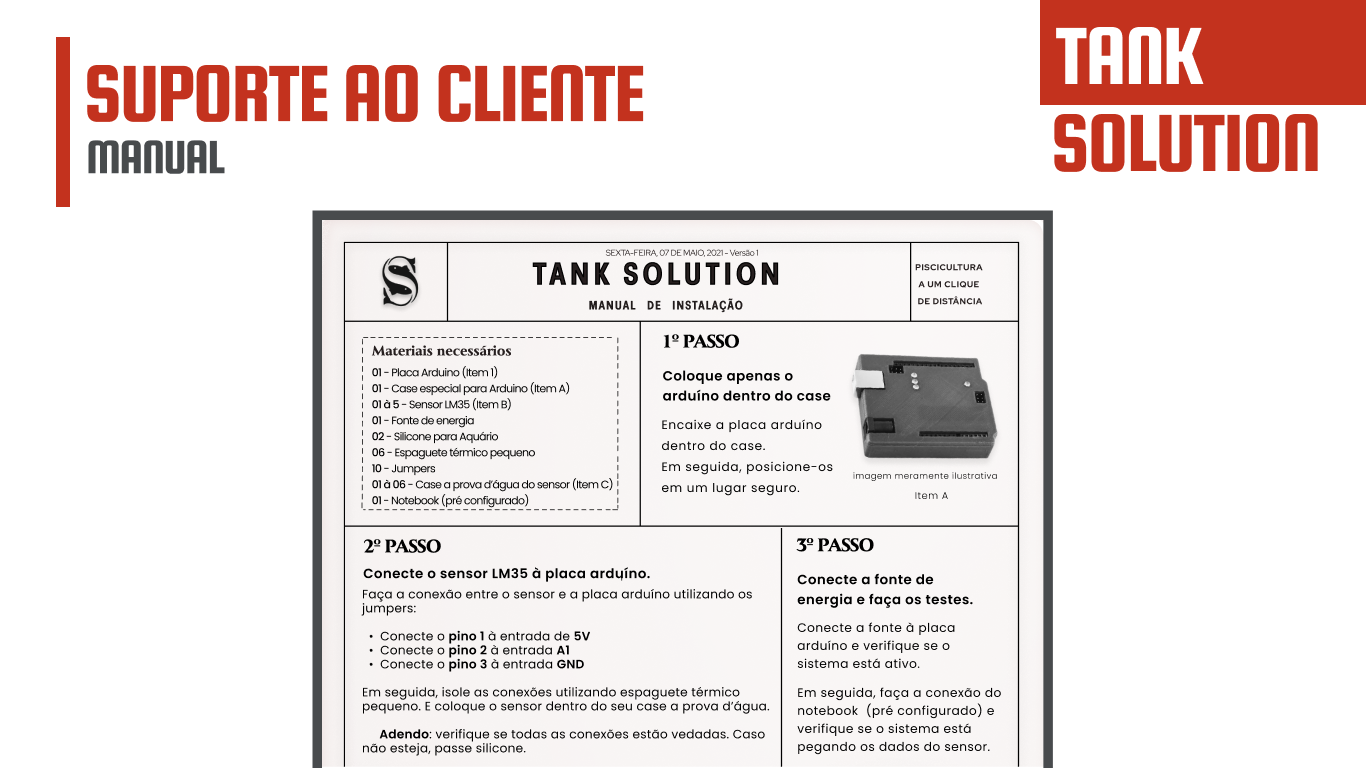 SUPORTE AO CLIENTE
MANUAL
TANK
SOLUTION
SEXTA-FEIRA, 07 DE MAIO, 2021 - Versão 1
TANK SOLUTION
MANUAL DE INSTALAÇÃO
PISCICULTURA
A UM CLIQUE
DE DISTÂNCIA
Materiais necessários
01 - Placa Arduino (Item 1)
01 - Case especial para Arduino (Item A)
01 à 5 - Sensor LM35 (Item B)
01 - Fonte de energia
02 - Silicone para Aquário
06 - Espaguete térmico pequeno
10 - Jumpers
01 à 06 - Case a prova d'água do sensor (Item C)
01 - Notebook (pré configurado)
1º PASSO
Coloque apenas o
arduíno dentro do case
Encaixe a placa arduíno
dentro do case.
Em seguida, posicione-os
em um lugar seguro.
imagem meramente ilustrativa
Item A
2º PASSO
Conecte o sensor LM35 à placa arduíno.
Faça a conexão entre o sensor e a placa arduíno utilizando os
jumpers:
• Conecte o pino 1 à entrada de 5V
• Conecte o pino 2 à entrada A1
• Conecte o pino 3 à entrada GND
Em seguida, isole as conexões utilizando espaguete térmico
pequeno. E coloque o sensor dentro do seu case a prova d'água.
Adendo: verifique se todas as conexões estão vedadas. Caso
não esteja, passe silicone.
3º PASSO
Conecte a fonte de
energia e faça os testes.
Conecte a fonte à placa
arduíno e verifique se o
sistema está ativo.
Em seguida, faça a conexão do
notebook (pré configurado) e
verifique se o sistema está
pegando os dados do sensor.